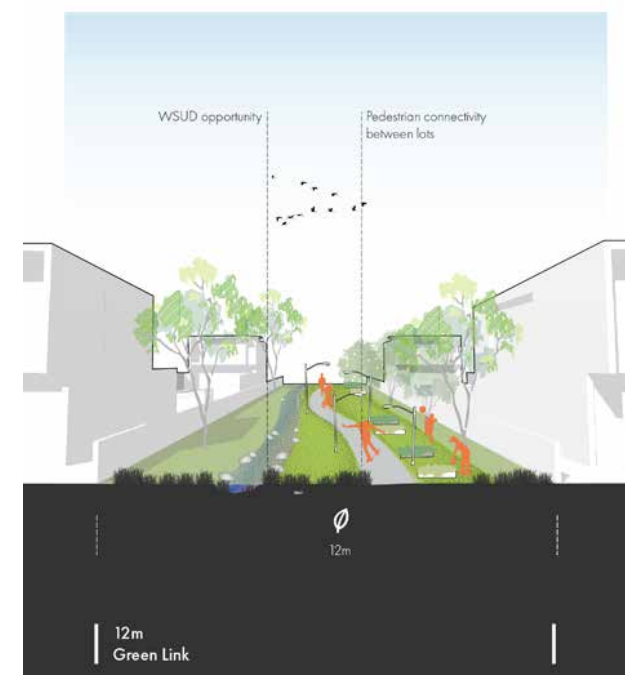 WSUD opportunity
Pedestrian connectivity
between lots
12m
12m
Green Link